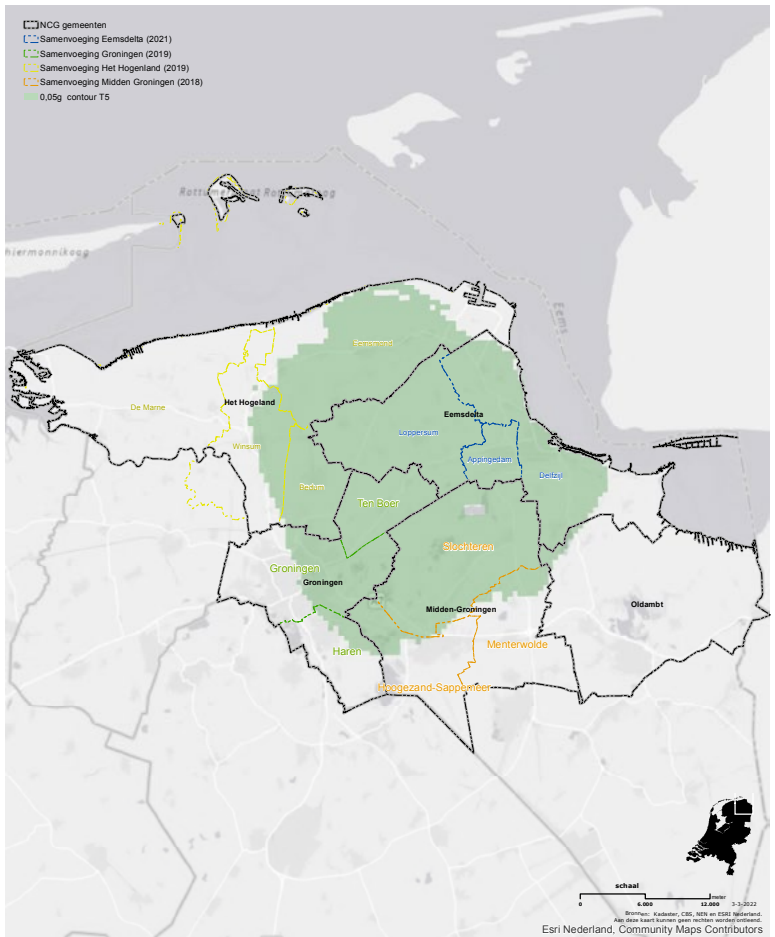 NCG gemeenten
Samenvoeging Eemsdelta (2021)
Samenvoeging Groningen (2019)
Samenvoeging Het Hogenland (2019)
Samenvoeging Midden Groningen (2018)
0,05g contour T5
Eems
Eemsmond
Het Hogeland
De Marne
Eemsdelta
Loppersum
Winsum
Appingedam
Delfzijl
Bedum
Ten Boer
Slochteren
Groningen
Groningen
Midden-Groningen
Oldambt
Haren
Menterwolde
Hoogezand-Sappemeer
schaal
0 6.000 12.000 meter
3-3-2022
Bronnen: Kadaster, CBS, NEN en ESRI Nederland.
Aan deze kaart kunnen geen rechten worden ontleend.
Esri Nederland, Community Maps Contributors